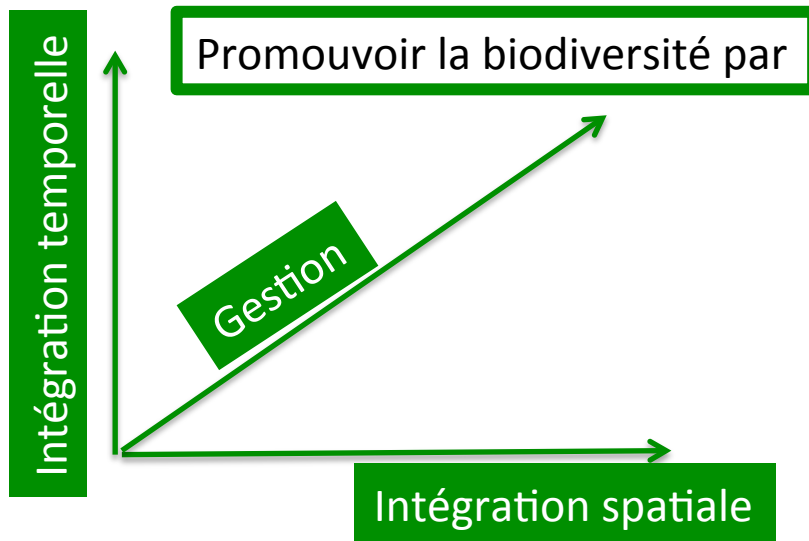 Promouvoir la biodiversité par
Intégration temporelle
Gestion
Intégration spatiale